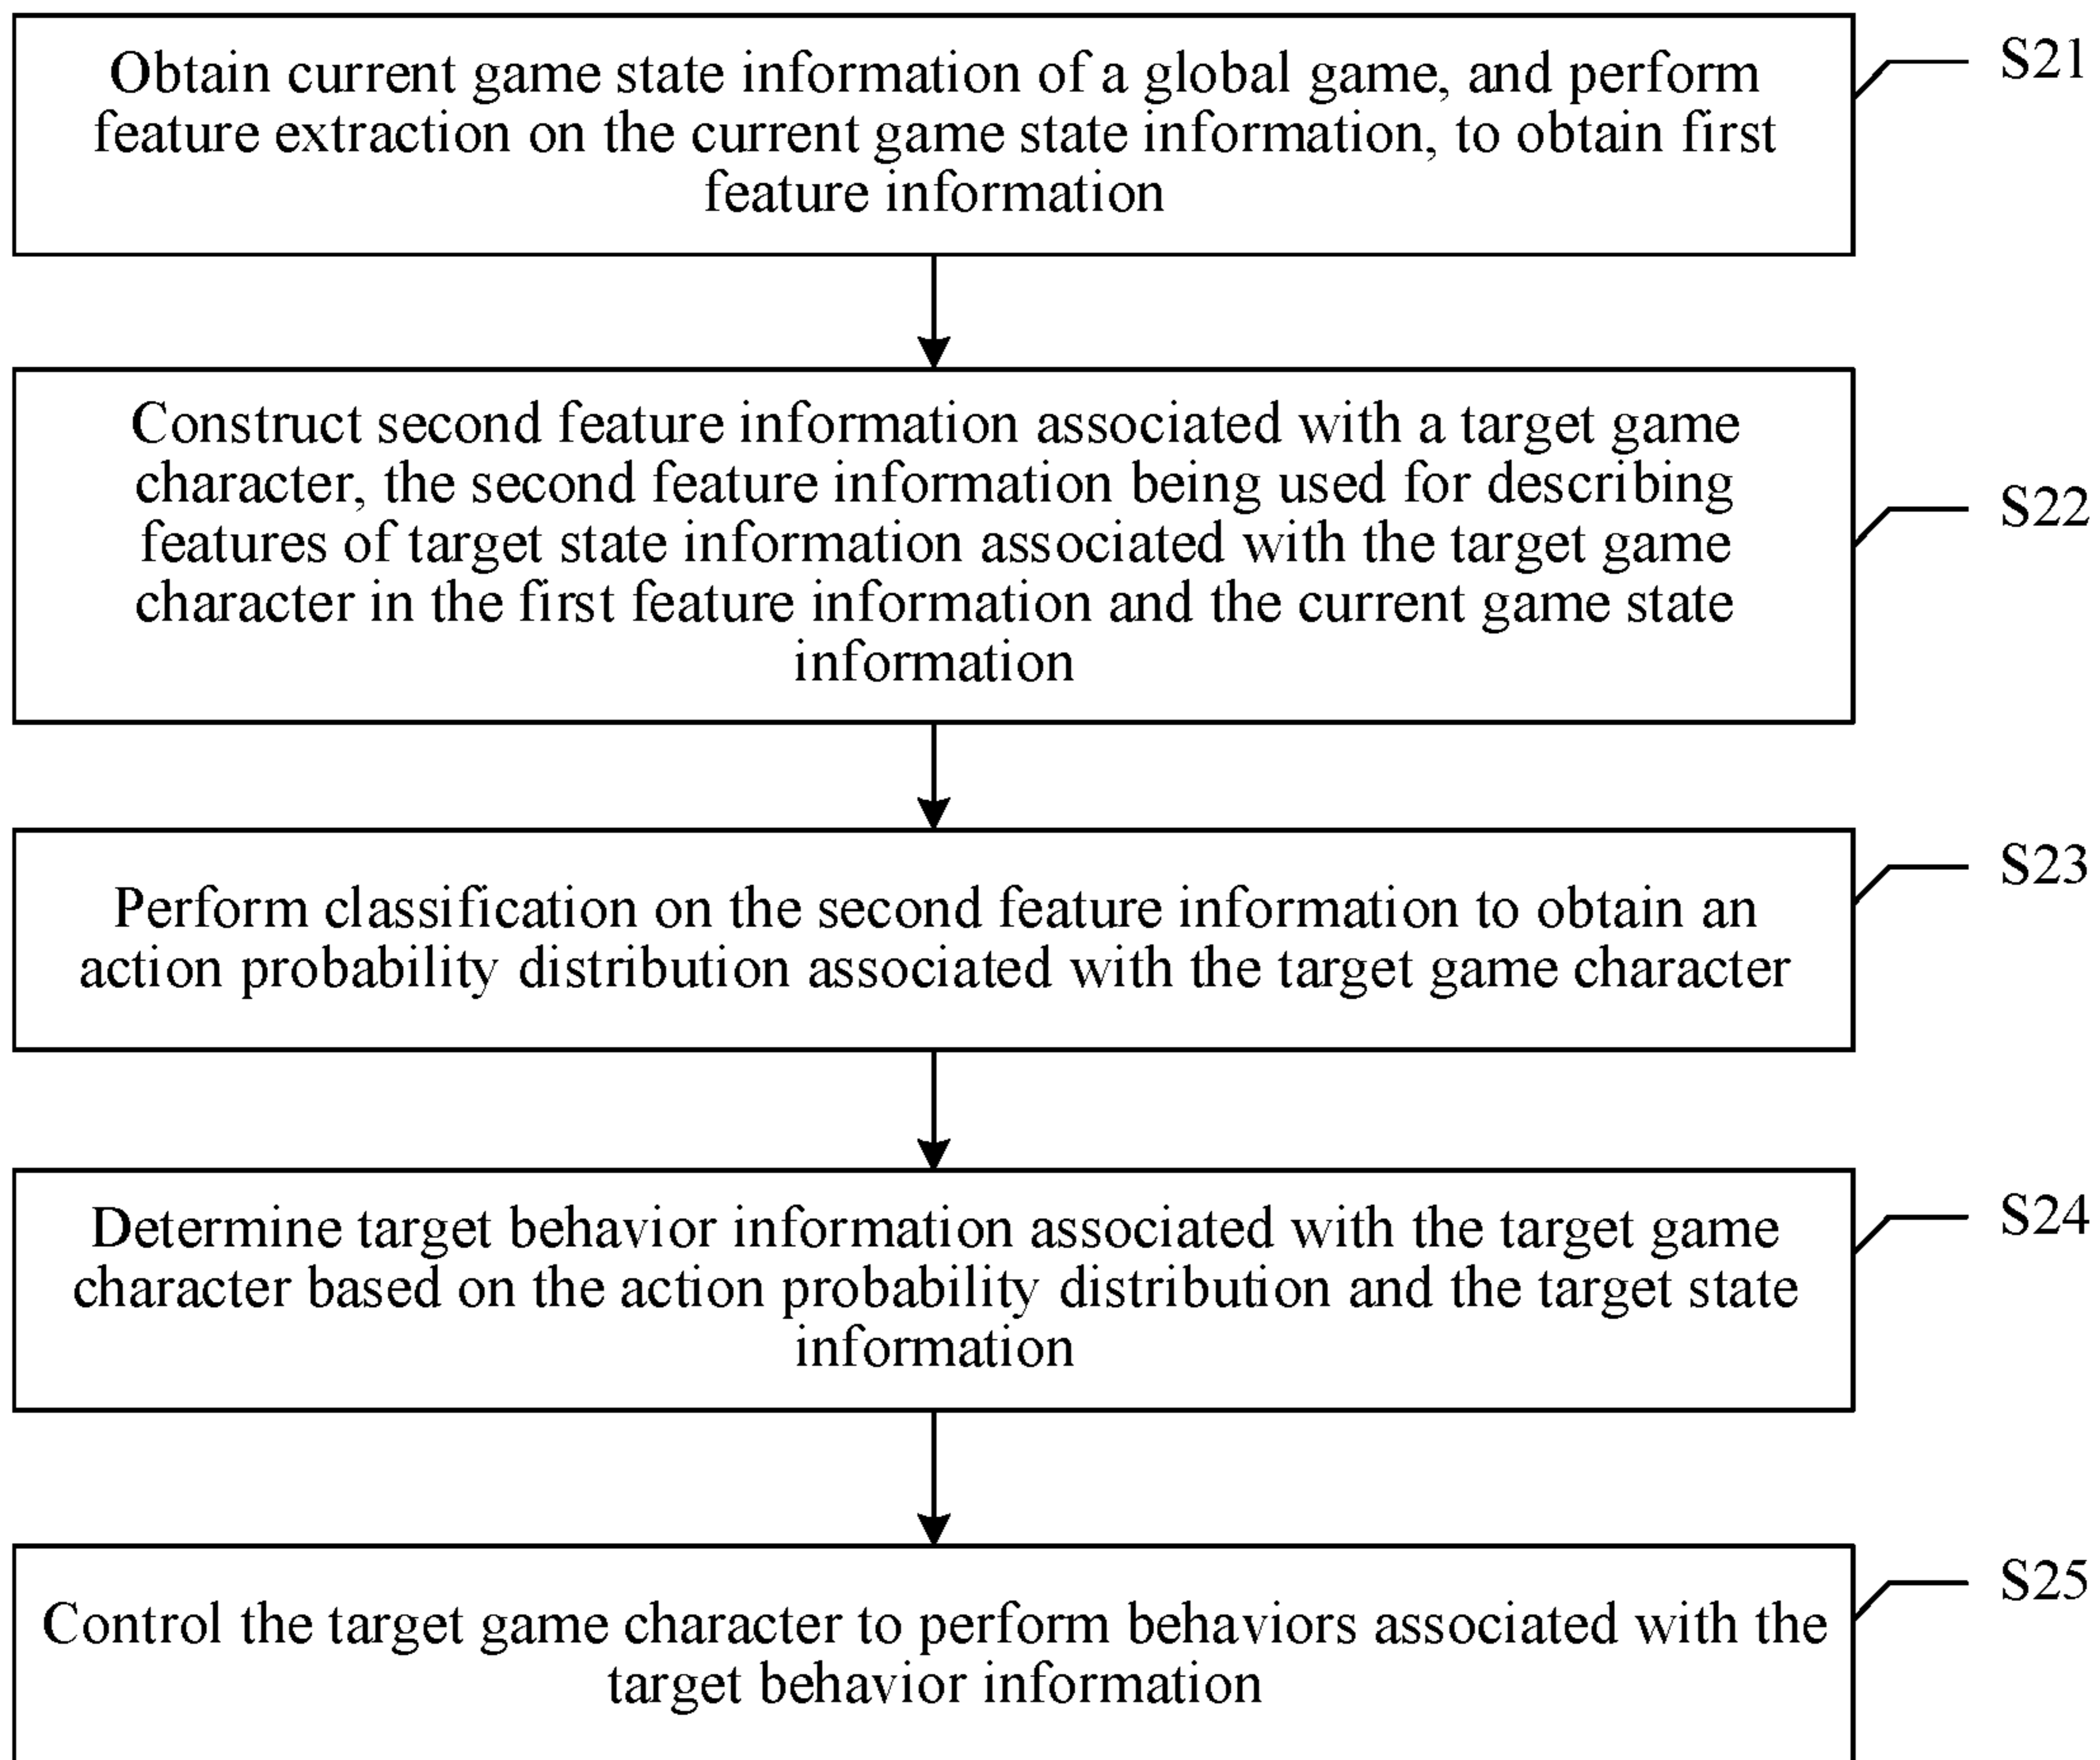 Obtain current game state information of a global game, and perform
feature extraction on the current game state information, to obtain first
feature information
S21
Construct second feature information associated with a target game
character, the second feature information being used for describing
features of target state information associated with the target game
character in the first feature information and the current game state
information
S22
Perform classification on the second feature information to obtain an
action probability distribution associated with the target game character
S23
Determine target behavior information associated with the target game
character based on the action probability distribution and the target state
information
S24
Control the target game character to perform behaviors associated with the
target behavior information
S25